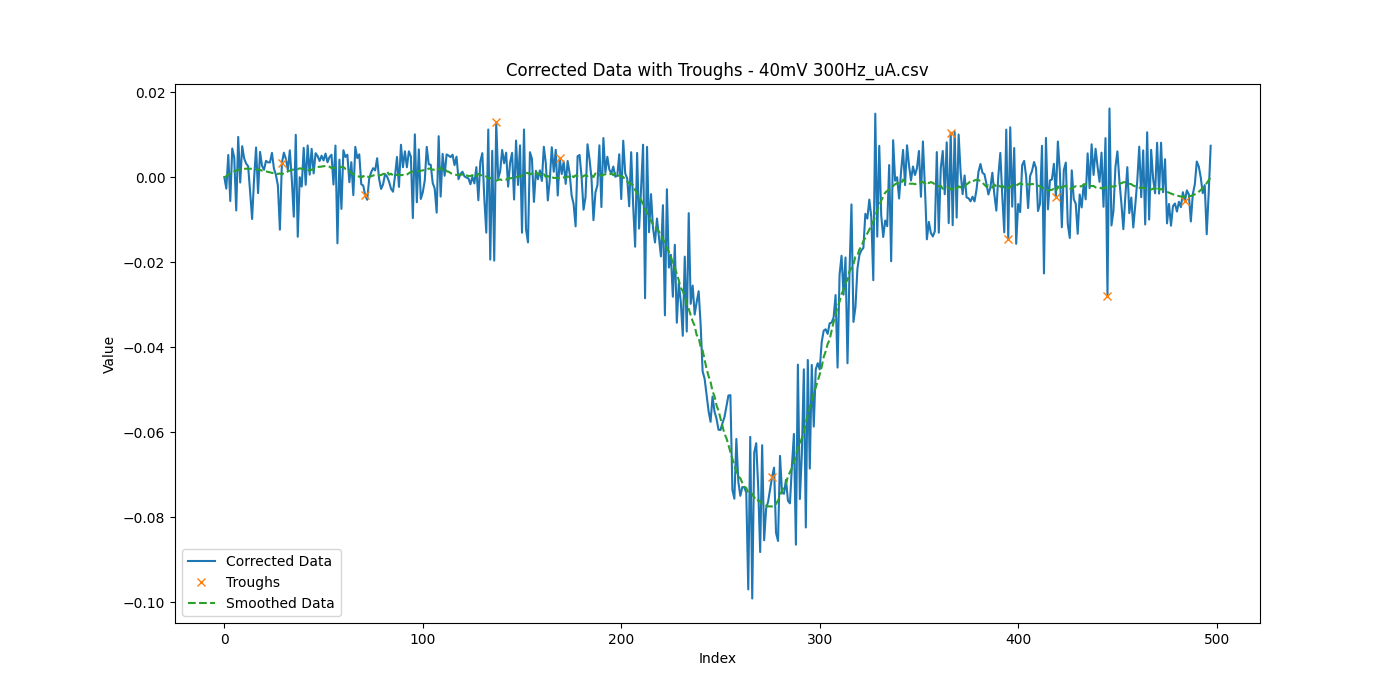 Corrected Data with Troughs - 40mV 300Hz_uA.csv
0.02
0.00
−0.02
−0.04
−0.06
−0.08
−0.10
Value
Corrected Data
Troughs
Smoothed Data
0 100 200 300 400 500
Index